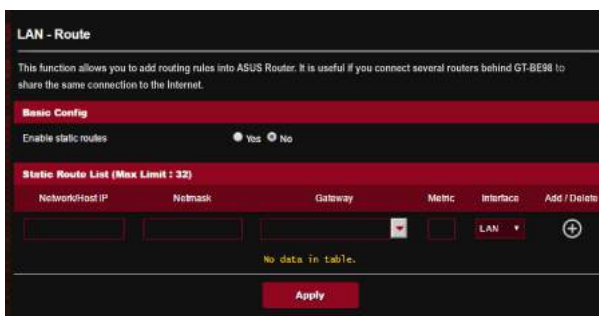 LAN - Route
This function allows you to add routing rules into ASUS Router. It is useful if you connect several routers behind GT-BE98 to
share the same connection to the Internet.
Basic Config
Enable static routes Yes No
Static Route List (Max Limit : 32)
Network/Host IP Netmask Gateway Metric Interface Add / Delete
LAN
No data in table.
Apply